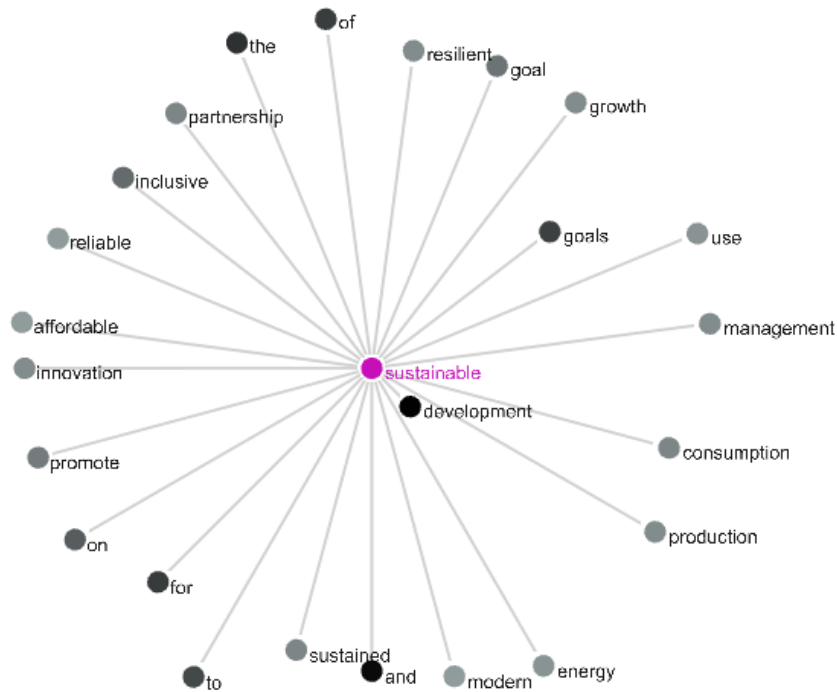 of
the
resilient
goal
growth
partnership
inclusive
goals
use
reliable
affordable
management
innovation
sustainable
development
consumption
promote
production
on
for
sustained
and
energy
to
modern